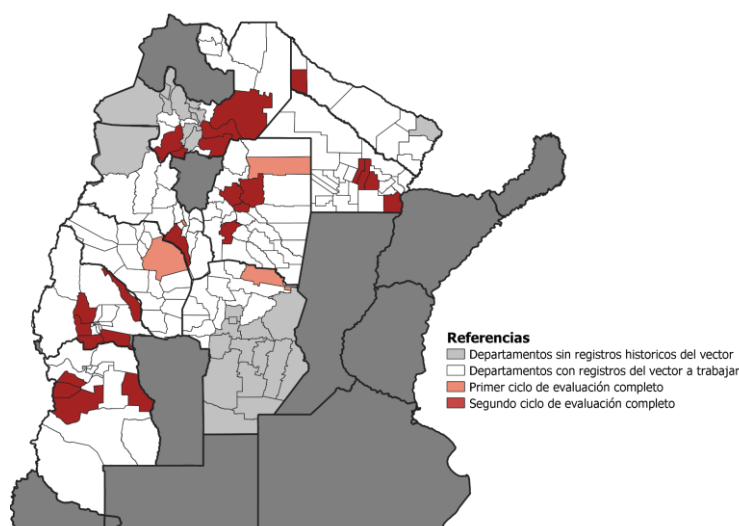 Referencias
Departamentos sin registros historicos del vector
Departamentos con registros del vector a trabajar
Primer ciclo de evaluación completo
Segundo ciclo de evaluación completo